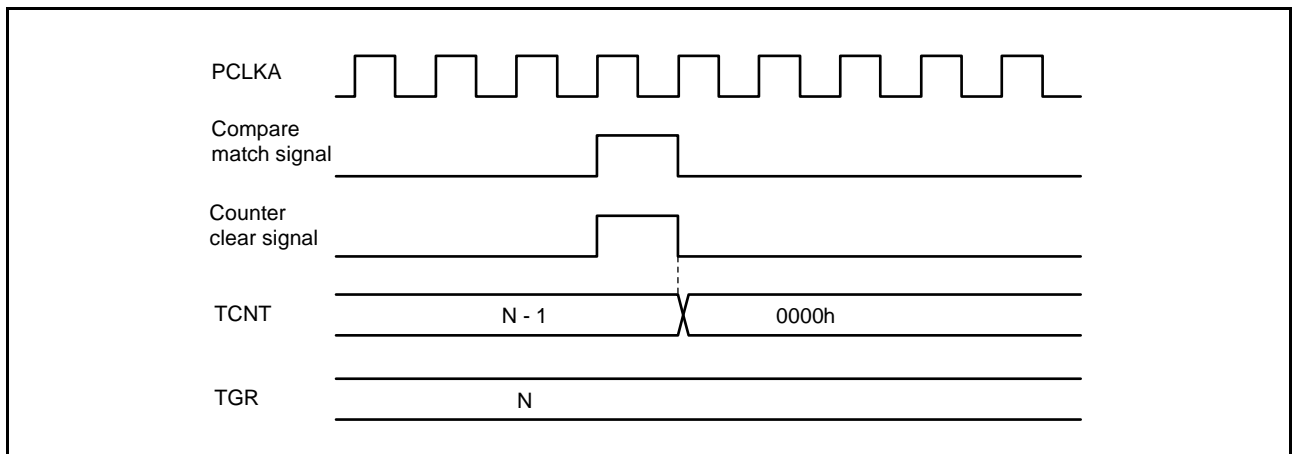 PCLKA
Compare
match signal
Counter
clear signal
TCNT
N - 1
0000h
TGR
N